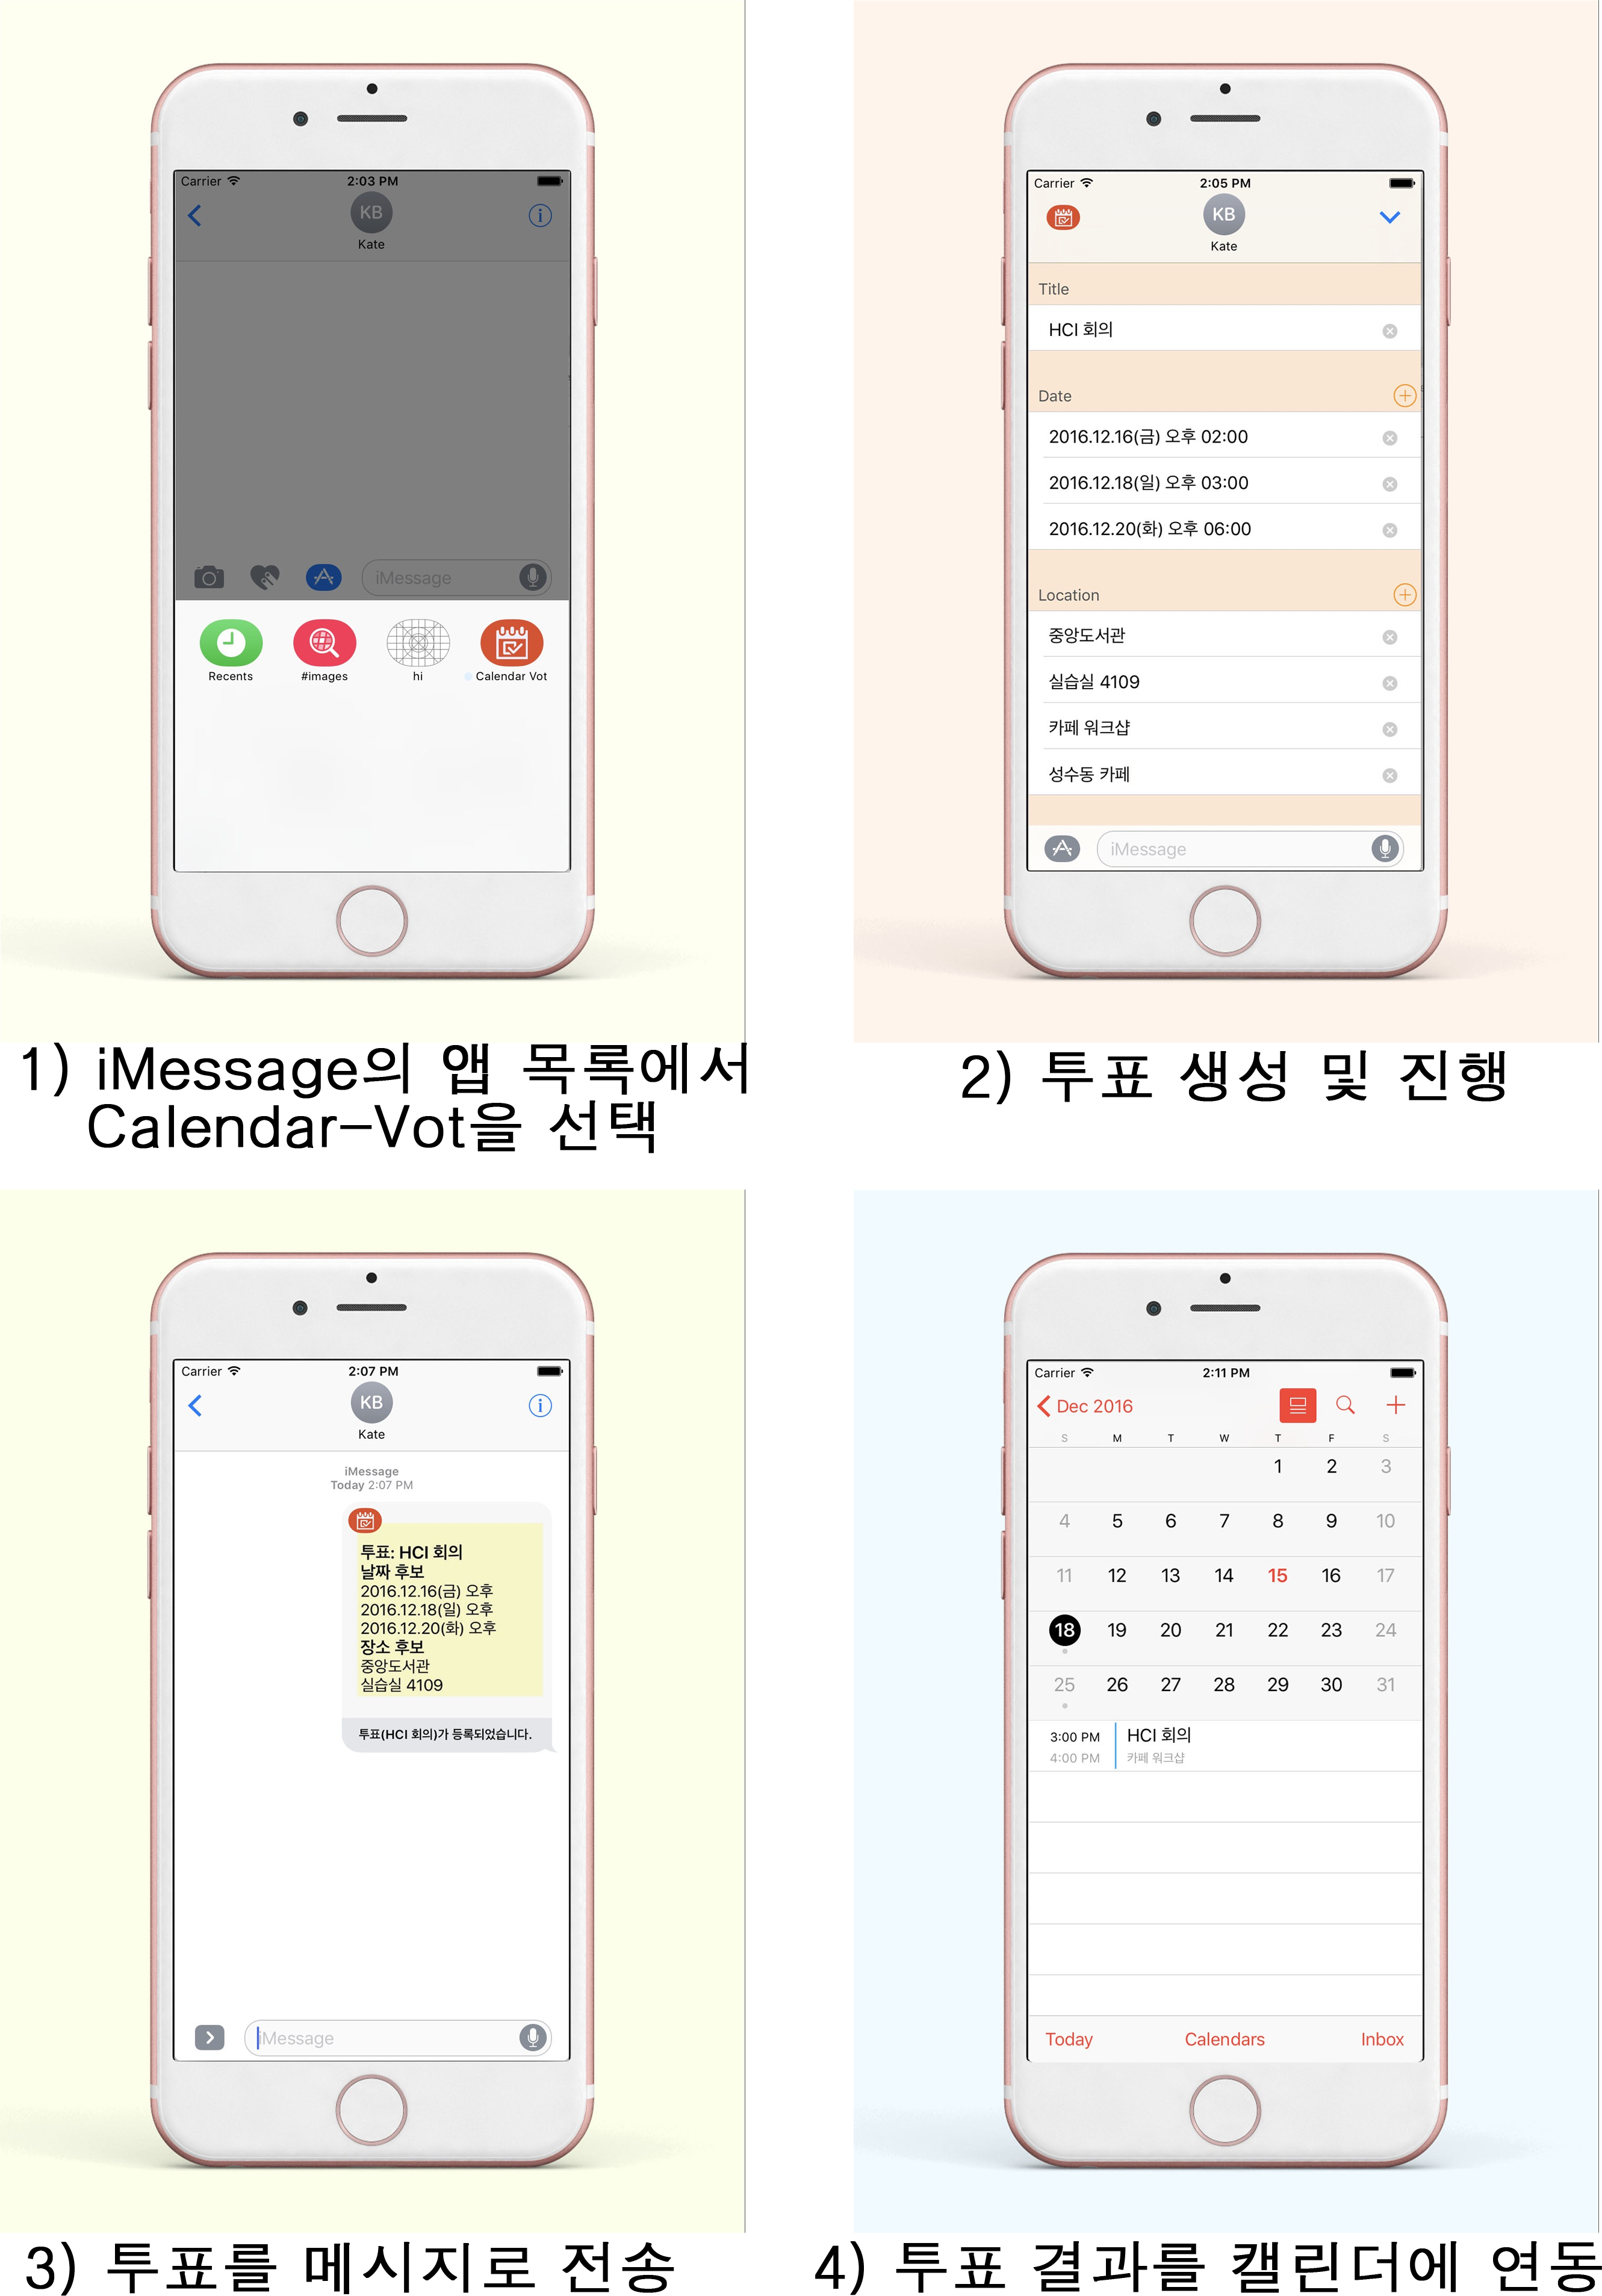 Carrier 2:03 PM
KB
Kate
iMessage
Recents #images hi Calendar Vot
1) iMessage의 앱 목록에서
Calendar-Vot을 선택
Carrier 2:05 PM
KB
Kate
Title
HCI 회의
Date
2016.12.16(금) 오후 02:00
2016.12.18(일) 오후 03:00
2016.12.20(화) 오후 06:00
Location
중앙도서관
실습실 4109
카페 워크샵
성수동 카페
iMessage
2) 투표 생성 및 진행
Carrier 2:07 PM
KB
Kate
iMessage
Today 2:07 PM
투표: HCI 회의
날짜 후보
2016.12.16(금) 오후
2016.12.18(일) 오후
2016.12.20(화) 오후
장소 후보
중앙도서관
실습실 4109
투표(HCI 회의)가 등록되었습니다.
iMessage
3) 투표를 메시지로 전송
Carrier 2:11 PM
Dec 2016
S M T W T F S
1 2 3
4 5 6 7 8 9 10
11 12 13 14 15 16 17
18 19 20 21 22 23 24
25 26 27 28 29 30 31
3:00 PM HCI 회의
4:00 PM 카페 워크샵
Today Calendars Inbox
4) 투표 결과를 캘린더에 연동